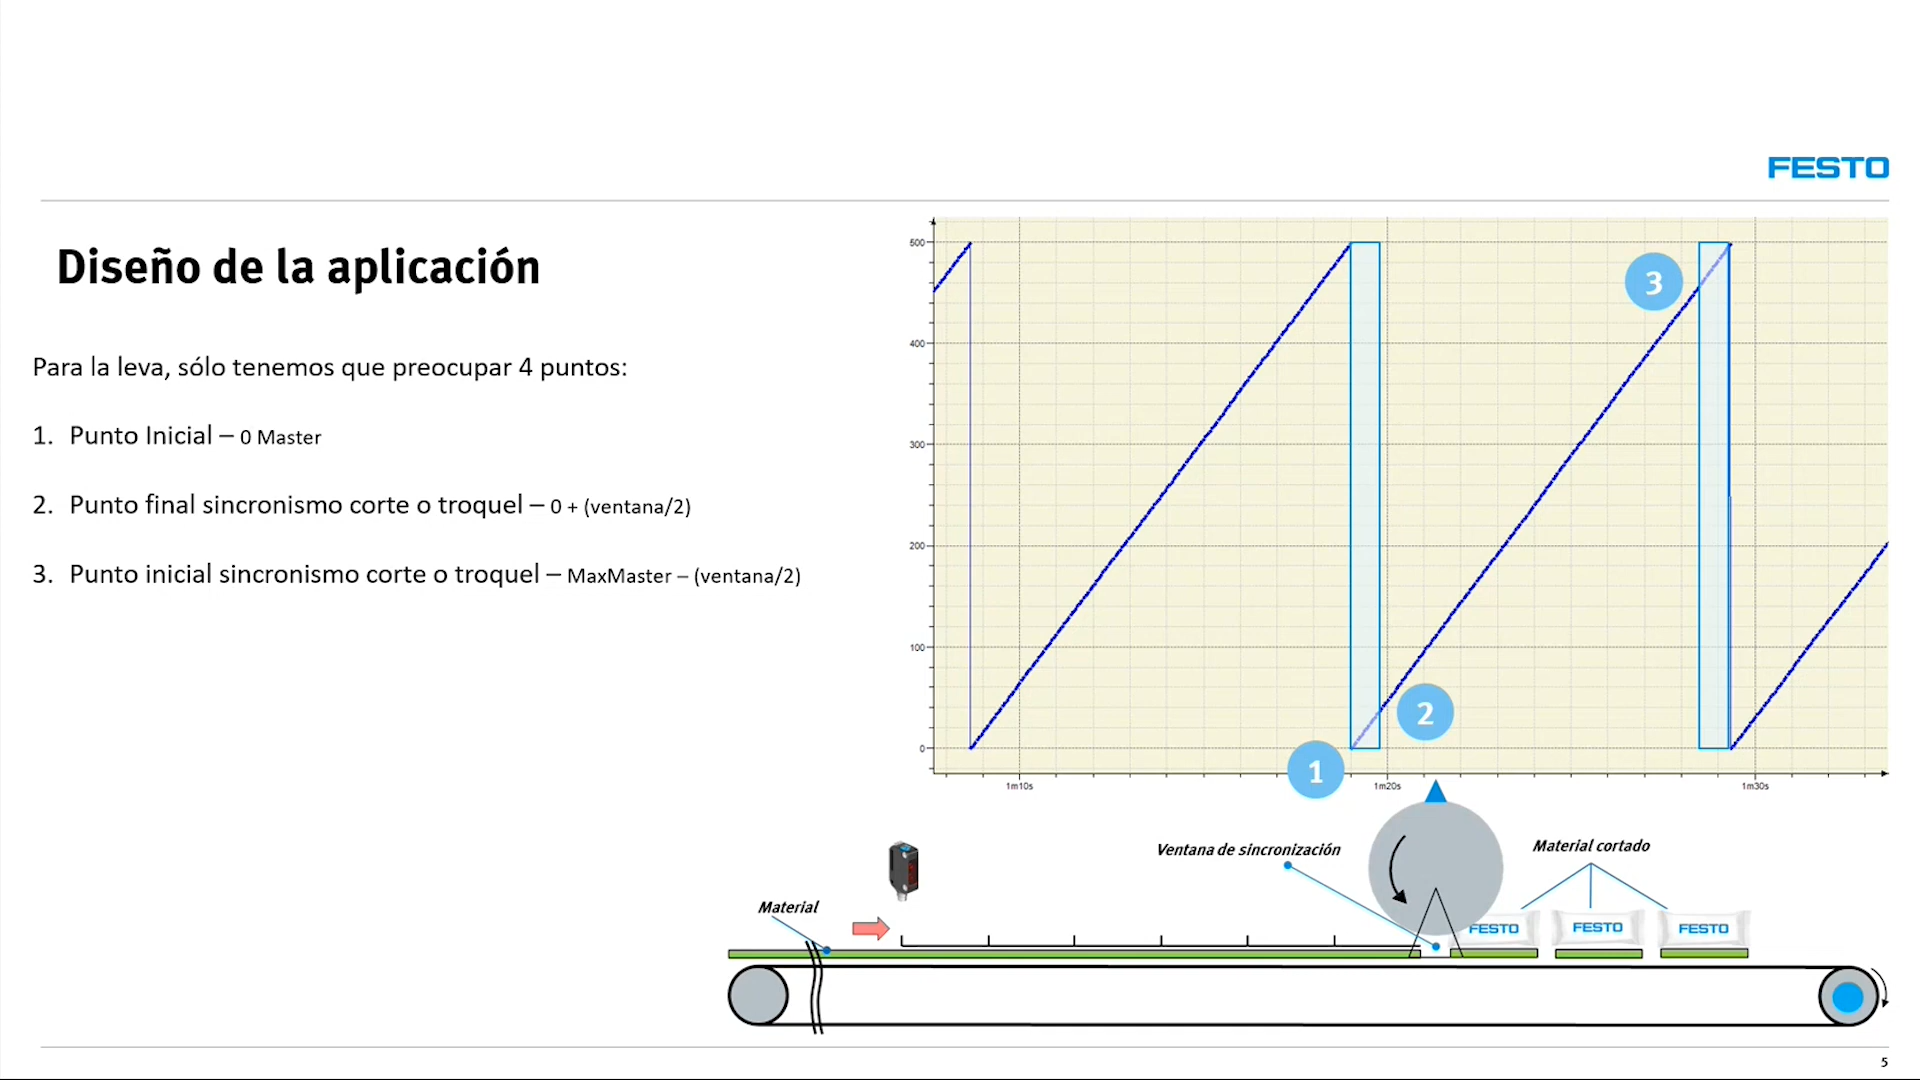 FESTO
Diseño de la aplicación
Para la leva, sólo tenemos que preocupar 4 puntos:
1. Punto Inicial – 0 Master
2. Punto final sincronismo corte o troquel – 0 + (ventana/2)
3. Punto inicial sincronismo corte o troquel – MaxMaster – (ventana/2)
500
400
300
200
100
0
1m10s
1m20s
1m30s
1
2
3
Ventana de sincronización
Material cortado
Material
FESTO
FESTO
FESTO
5